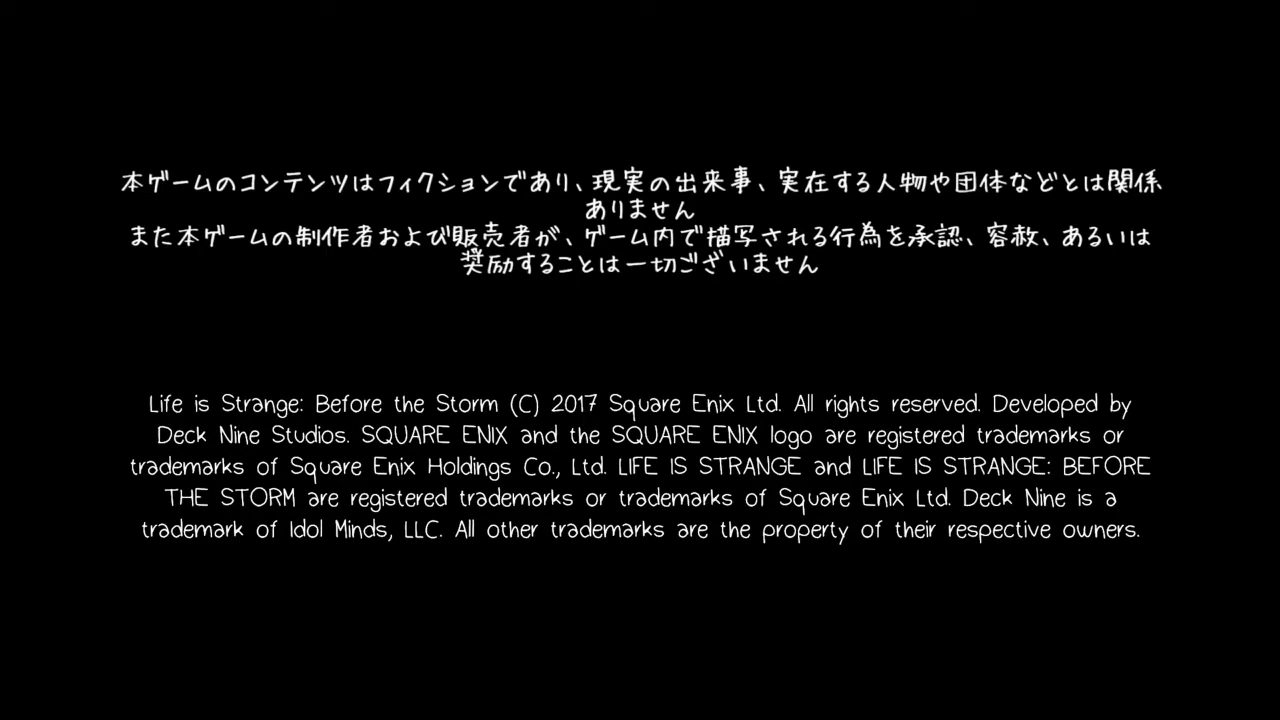 本ゲームのコンテンツはフィクションであり、現実の出来事、実在する人物や団体などとは関係
ありません
また本ゲームの制作者および販売者が、ゲーム内で描写される行為を承認、容赦、あるいは
奨励することは一切ございません
Life is Strange: Before the Storm (C) 2017 Square Enix Ltd. All rights reserved. Developed by
Deck Nine Studios. SQUARE ENIX and the SQUARE ENIX logo are registered trademarks or
trademarks of Square Enix Holdings Co., Ltd. LIFE IS STRANGE and LIFE IS STRANGE: BEFORE
THE STORM are registered trademarks or trademarks of Square Enix Ltd. Deck Nine is a
trademark of Idol Minds, LLC. All other trademarks are the property of their respective owners.